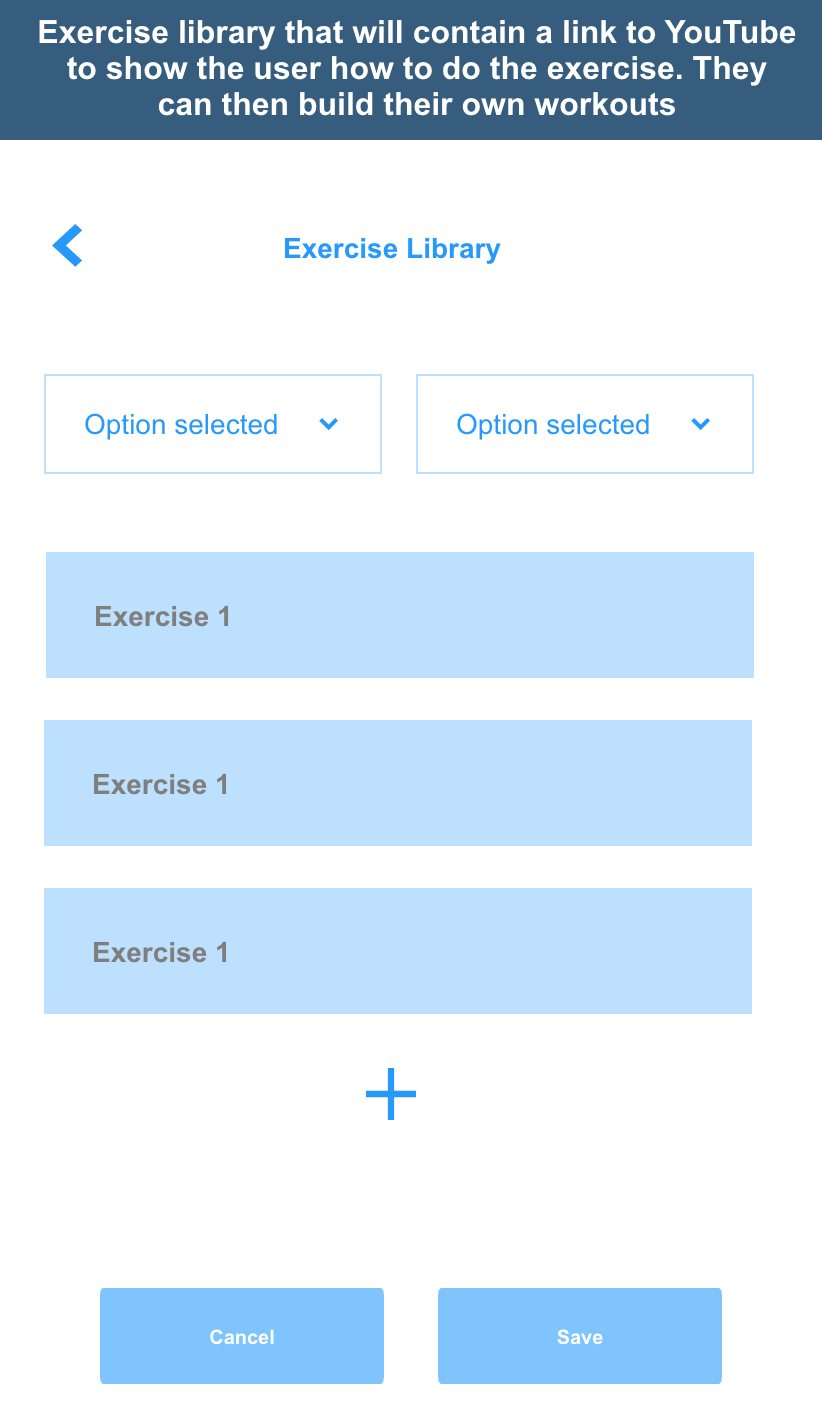 Exercise library that will contain a link to YouTube
to show the user how to do the exercise. They
can then build their own workouts
Exercise Library
Option selected
Option selected
Exercise 1
Exercise 1
Exercise 1
Cancel
Save